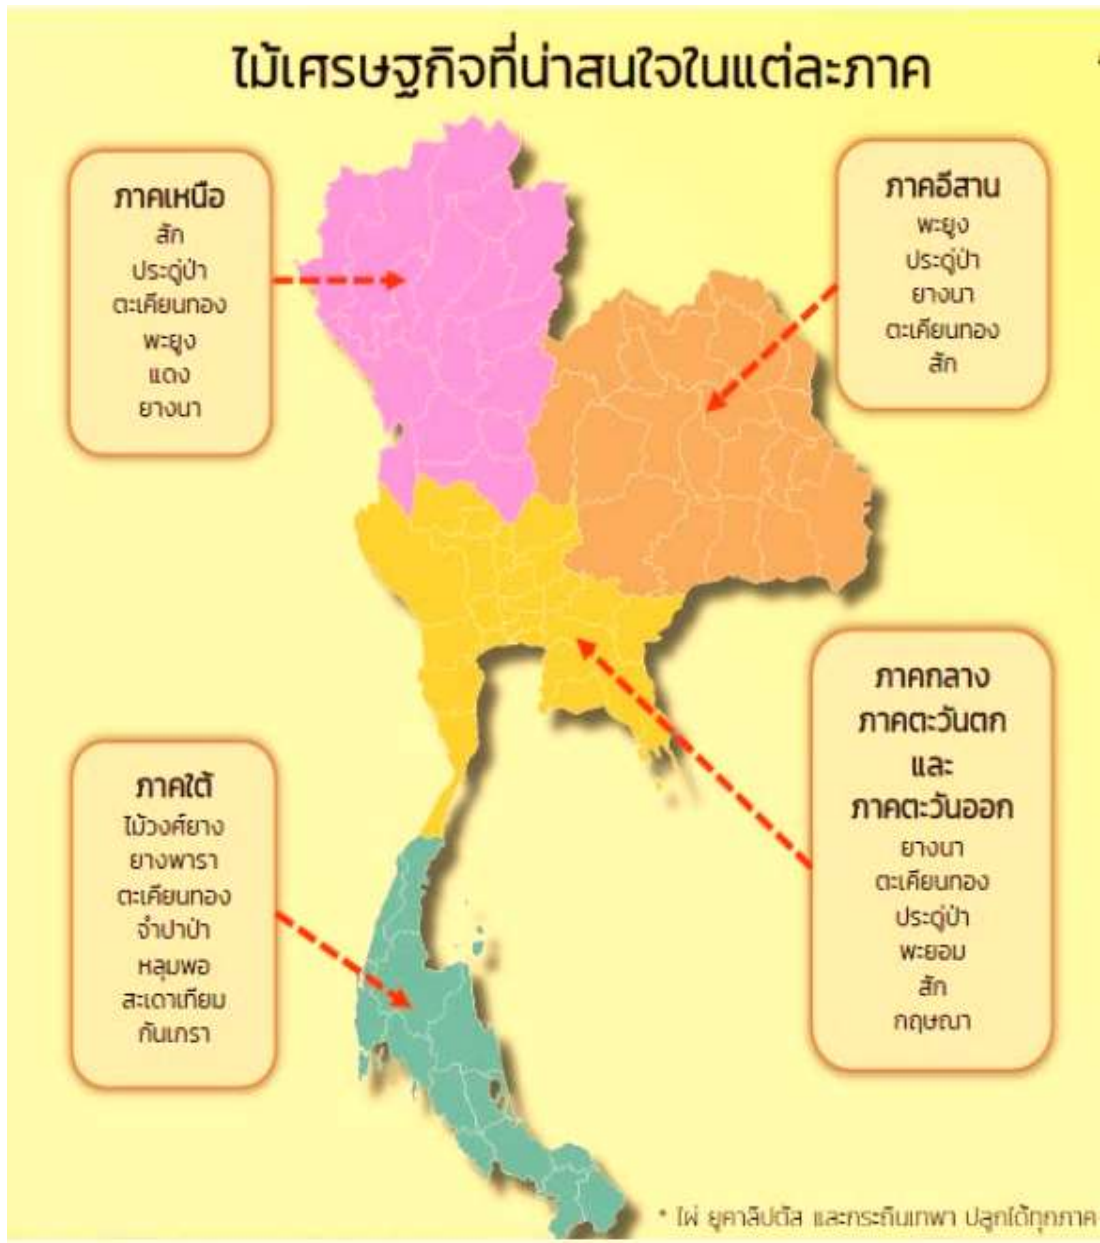 ไม้เศรษฐกิจที่น่าสนใจในแต่ละภาค
ภาคเหนือ
สัก
ประดู่ป่า
ตะเคียนทอง
พะยูง
แดง
ยางนา
ภาคอีสาน
พะยูง
ประดู่ป่า
ยางนา
ตะเคียนทอง
สัก
ภาคกลาง
ภาคตะวันตก
และ
ภาคตะวันออก
ยางนา
ตะเคียนทอง
ประดู่ป่า
พะยอม
สัก
กฤษณา
ภาคใต้
ไม้วงศ์ยาง
ยางพารา
ตะเคียนทอง
จำปาป่า
หลุมพอ
สะเดาเทียม
กันเกรา
* ไผ่ ยูคาลิปตัส และกระถินเทพา ปลูกได้ทุกภาค